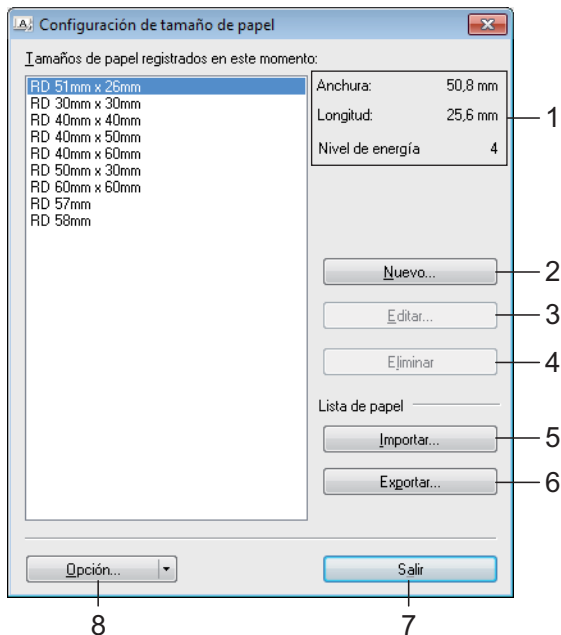 Configuración de tamaño de papel
Tamaños de papel registrados en este momento:
RD 51mm x 26mm
RD 30mm x 30mm
RD 40mm x 40mm
RD 40mm x 50mm
RD 40mm x 60mm
RD 50mm x 30mm
RD 60mm x 60mm
RD 57mm
RD 58mm
Anchura: 50,8 mm
Longitud: 25,6 mm
Nivel de energía 4
1
Nuevo... 2
Editar... 3
Eliminar 4
Lista de papel
Importar... 5
Exportar... 6
Opción... Salir
8 7